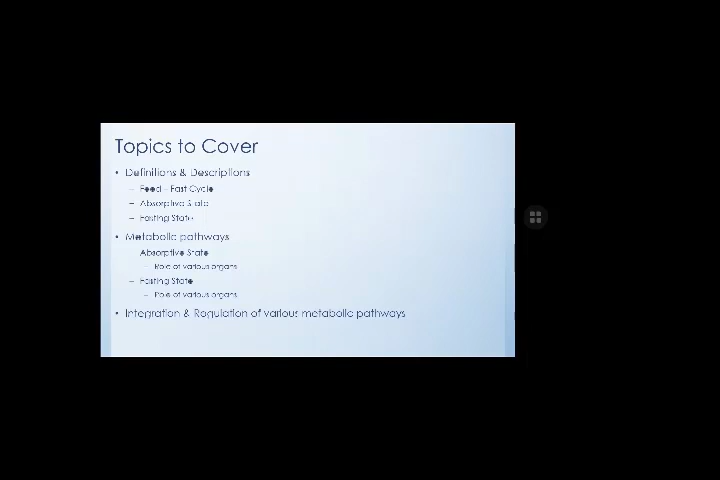 Topics to Cover
• Definitions & Descriptions
– Feed - Fast Cycle
– Absorptive State
– Fasting State
• Metabolic pathways
Absorptive State
– Role of various organs
– Fasting State
– Role of various organs
• Integration & Regulation of various metabolic pathways